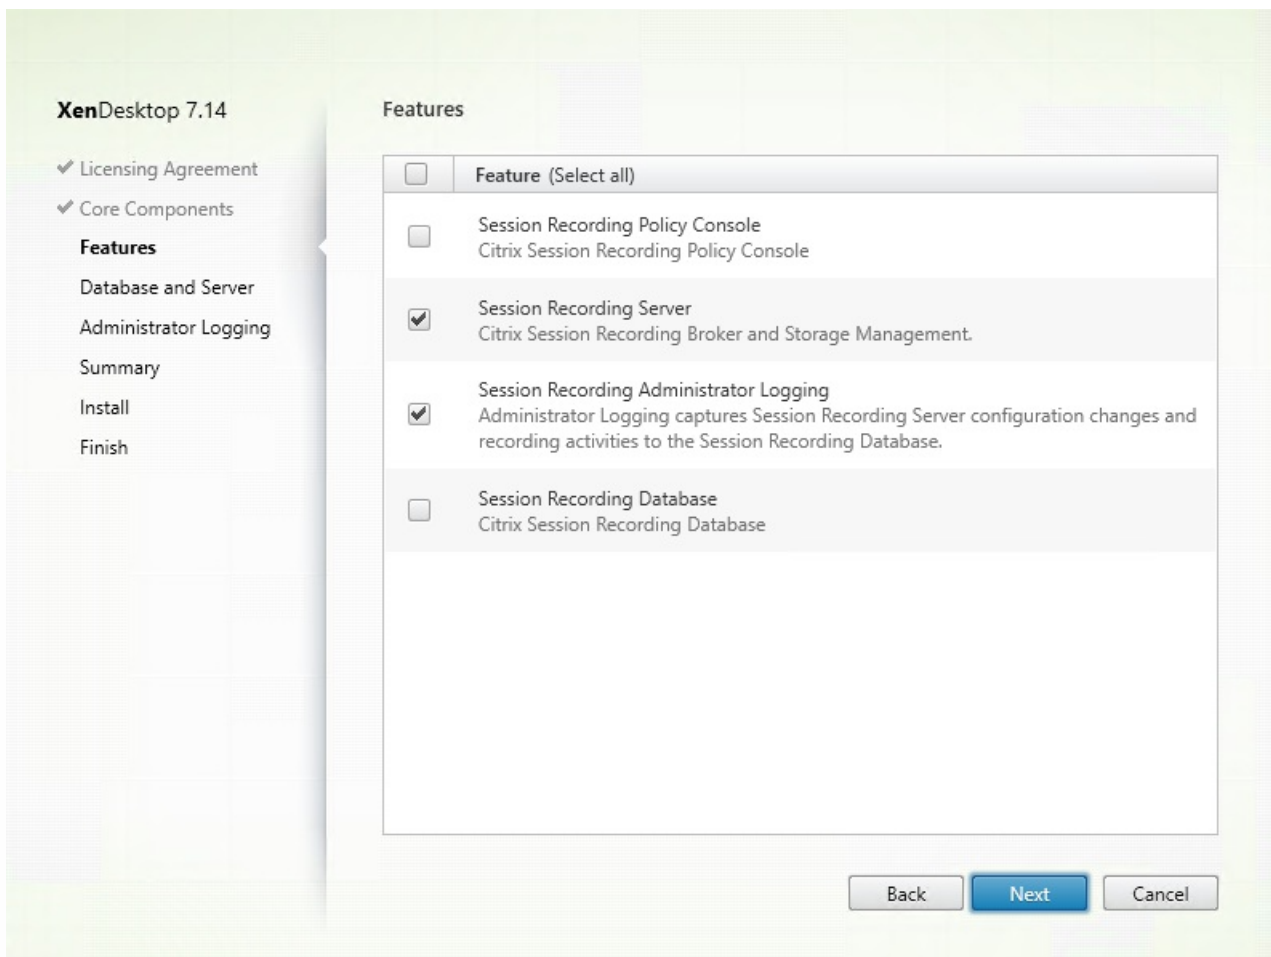 XenDesktop 7.14
Licensing Agreement
Core Components
Features
Database and Server
Administrator Logging
Summary
Install
Finish
Features
Feature (Select all)
Session Recording Policy Console
Citrix Session Recording Policy Console
Session Recording Server
Citrix Session Recording Broker and Storage Management.
Session Recording Administrator Logging
Administrator Logging captures Session Recording Server configuration changes and
recording activities to the Session Recording Database.
Session Recording Database
Citrix Session Recording Database
Back
Next
Cancel